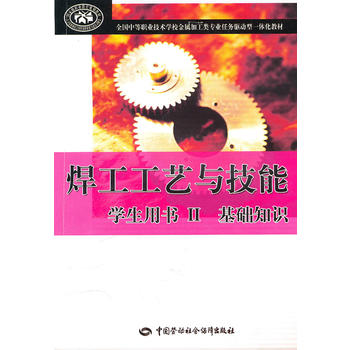 全国中等职业技术学校金属加工类专业任务驱动型一体化教材
焊工工艺与技能
学生用书 II 基础知识
中国劳动社会保障出版社